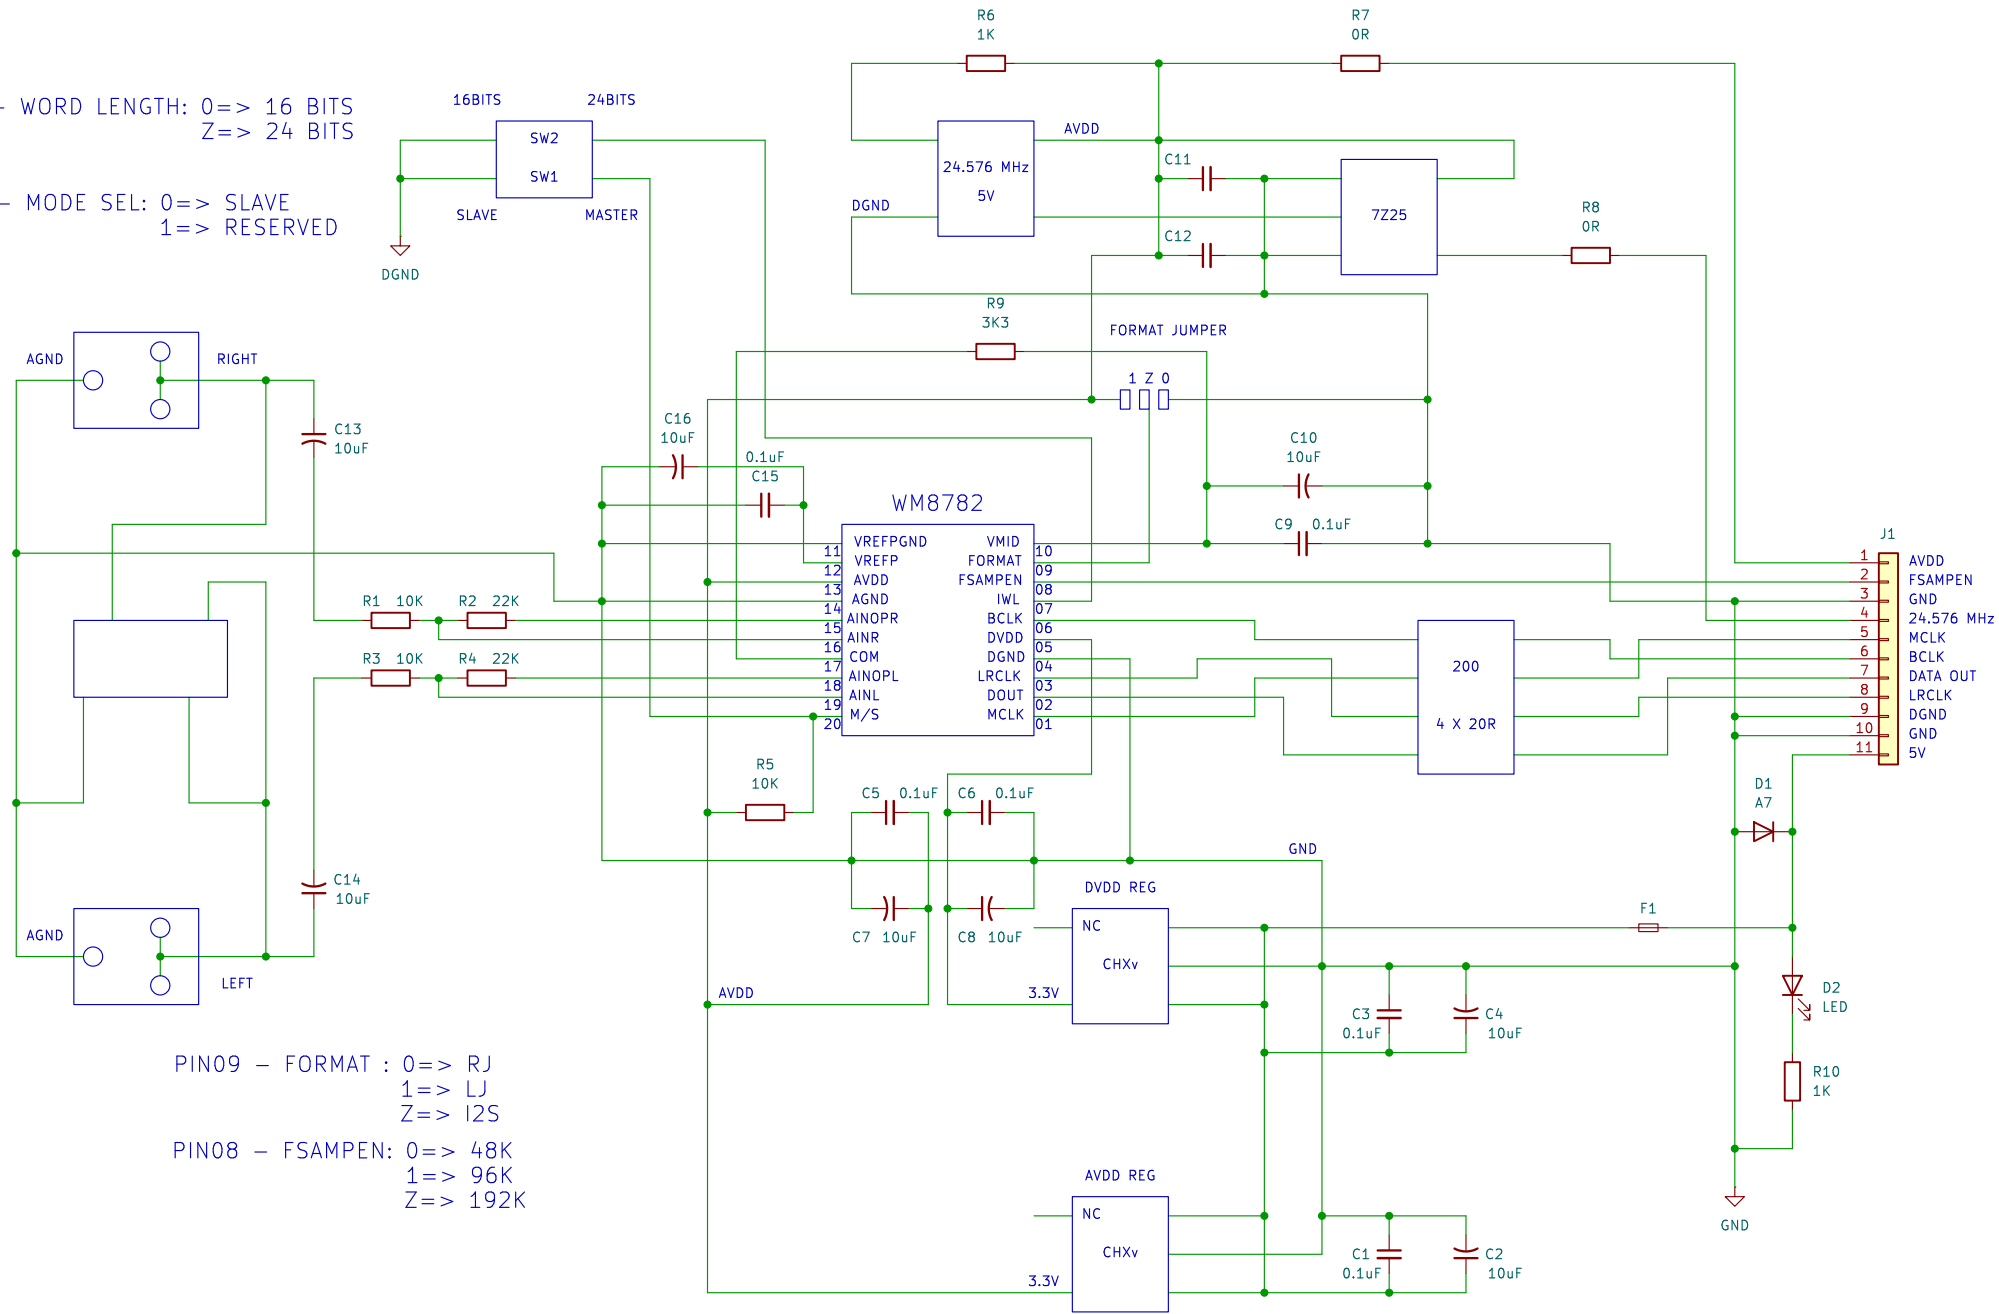 R6
1K
R7
0R
– WORD LENGTH: 0=> 16 BITS
Z=> 24 BITS
– MODE SEL: 0=> SLAVE
1=> RESERVED
16BITS
24BITS
SW2
SW1
SLAVE
MASTER
DGND
24.576 MHz
5V
AVDD
DGND
C11
C12
7Z25
R8
0R
R9
3K3
FORMAT JUMPER
1 Z 0
AGND
RIGHT
C13
10uF
C16
10uF
0.1uF
C15
C10
10uF
C9 0.1uF
WM8782
VREFPGND
11
VREFP
12
AVDD
13
AGND
14
AINOPR
15
AINR
16
COM
17
AINOPL
18
AINL
19
M/S
20
VMID
10
FORMAT
09
FSAMPEN
08
IWL
07
BCLK
06
DVDD
05
DGND
04
LRCLK
03
DOUT
02
MCLK
01
R1 10K
R2 22K
R3 10K
R4 22K
200
4 X 20R
J1
1 AVDD
2 FSAMPEN
3 GND
4 24.576 MHz
5 MCLK
6 BCLK
7 DATA OUT
8 LRCLK
9 DGND
10 GND
11 5V
R5
10K
C5 0.1uF
C6 0.1uF
C7 10uF
C8 10uF
GND
D1
A7
F1
C14
10uF
AGND
LEFT
AVDD
DVDD REG
NC
CHXv
3.3V
C3
0.1uF
C4
10uF
D2
LED
R10
1K
GND
PIN09 – FORMAT : 0=> RJ
1=> LJ
Z=> I2S
PIN08 – FSAMPEN: 0=> 48K
1=> 96K
Z=> 192K
AVDD REG
NC
CHXv
3.3V
C1
0.1uF
C2
10uF